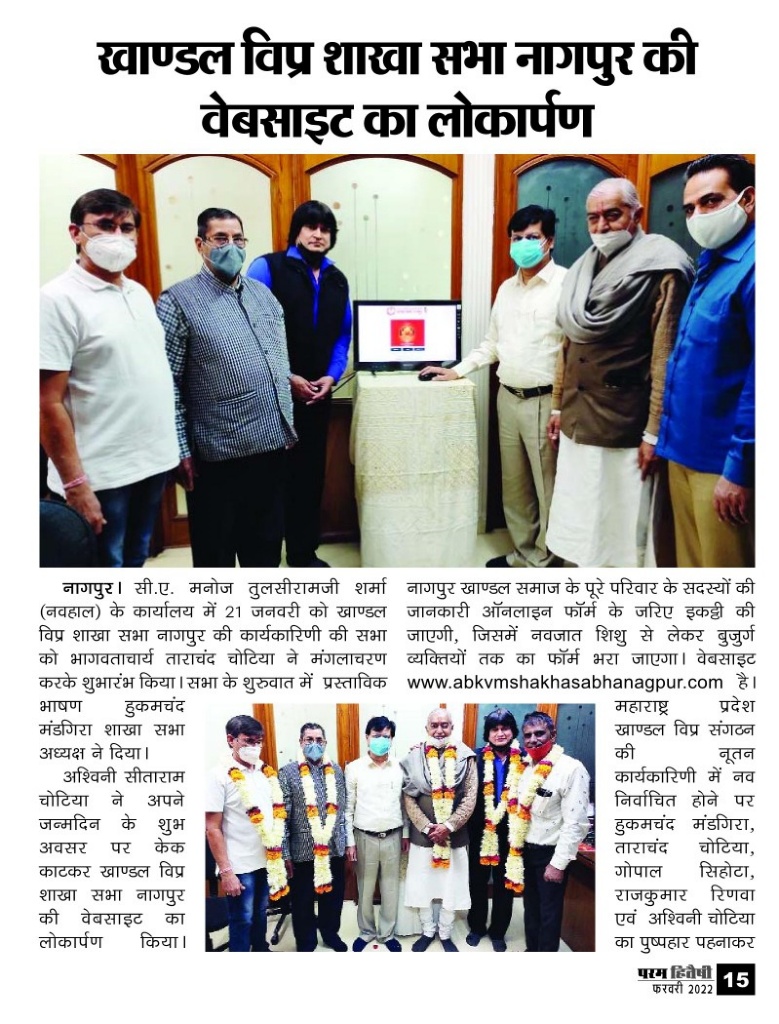 खाण्डल विप्र शाखा सभा नागपुर की
वेबसाइट का लोकार्पण
नागपुर। सी.ए. मनोज तुलसीरामजी शर्मा
(नवहाल) के कार्यालय में 21 जनवरी को खाण्डल
विप्र शाखा सभा नागपुर की कार्यकारिणी की सभा
को भागवताचार्य ताराचंद चोटिया ने मंगलाचरण
करके शुभारंभ किया। सभा के शुरुवात में प्रस्ताविक
भाषण हुकमचंद
मंडगिरा शाखा सभा
अध्यक्ष ने दिया।
अश्विनी सीताराम
चोटिया ने अपने
जन्मदिन के शुभ
अवसर पर केक
काटकर खाण्डल विप्र
शाखा सभा नागपुर
की वेबसाइट का
लोकार्पण किया।
नागपुर खाण्डल समाज के पूरे परिवार के सदस्यों की
जानकारी ऑनलाइन फॉर्म के जरिए इकठ्ठी की
जाएगी, जिसमें नवजात शिशु से लेकर बुजुर्ग
व्यक्तियों तक का फॉर्म भरा जाएगा। वेबसाइट
www.abkvmshakhasabhanagpur.com है।
महाराष्ट्र प्रदेश
खाण्डल विप्र संगठन
की नूतन
कार्यकारिणी में नव
निर्वाचित होने पर
हुकमचंद मंडगिरा,
ताराचंद चोटिया,
गोपाल सिहोटा,
राजकुमार रिणवा
एवं अश्विनी चोटिया
का पुष्पहार पहनाकर
परम हितैषी
फरवरी 2022 15